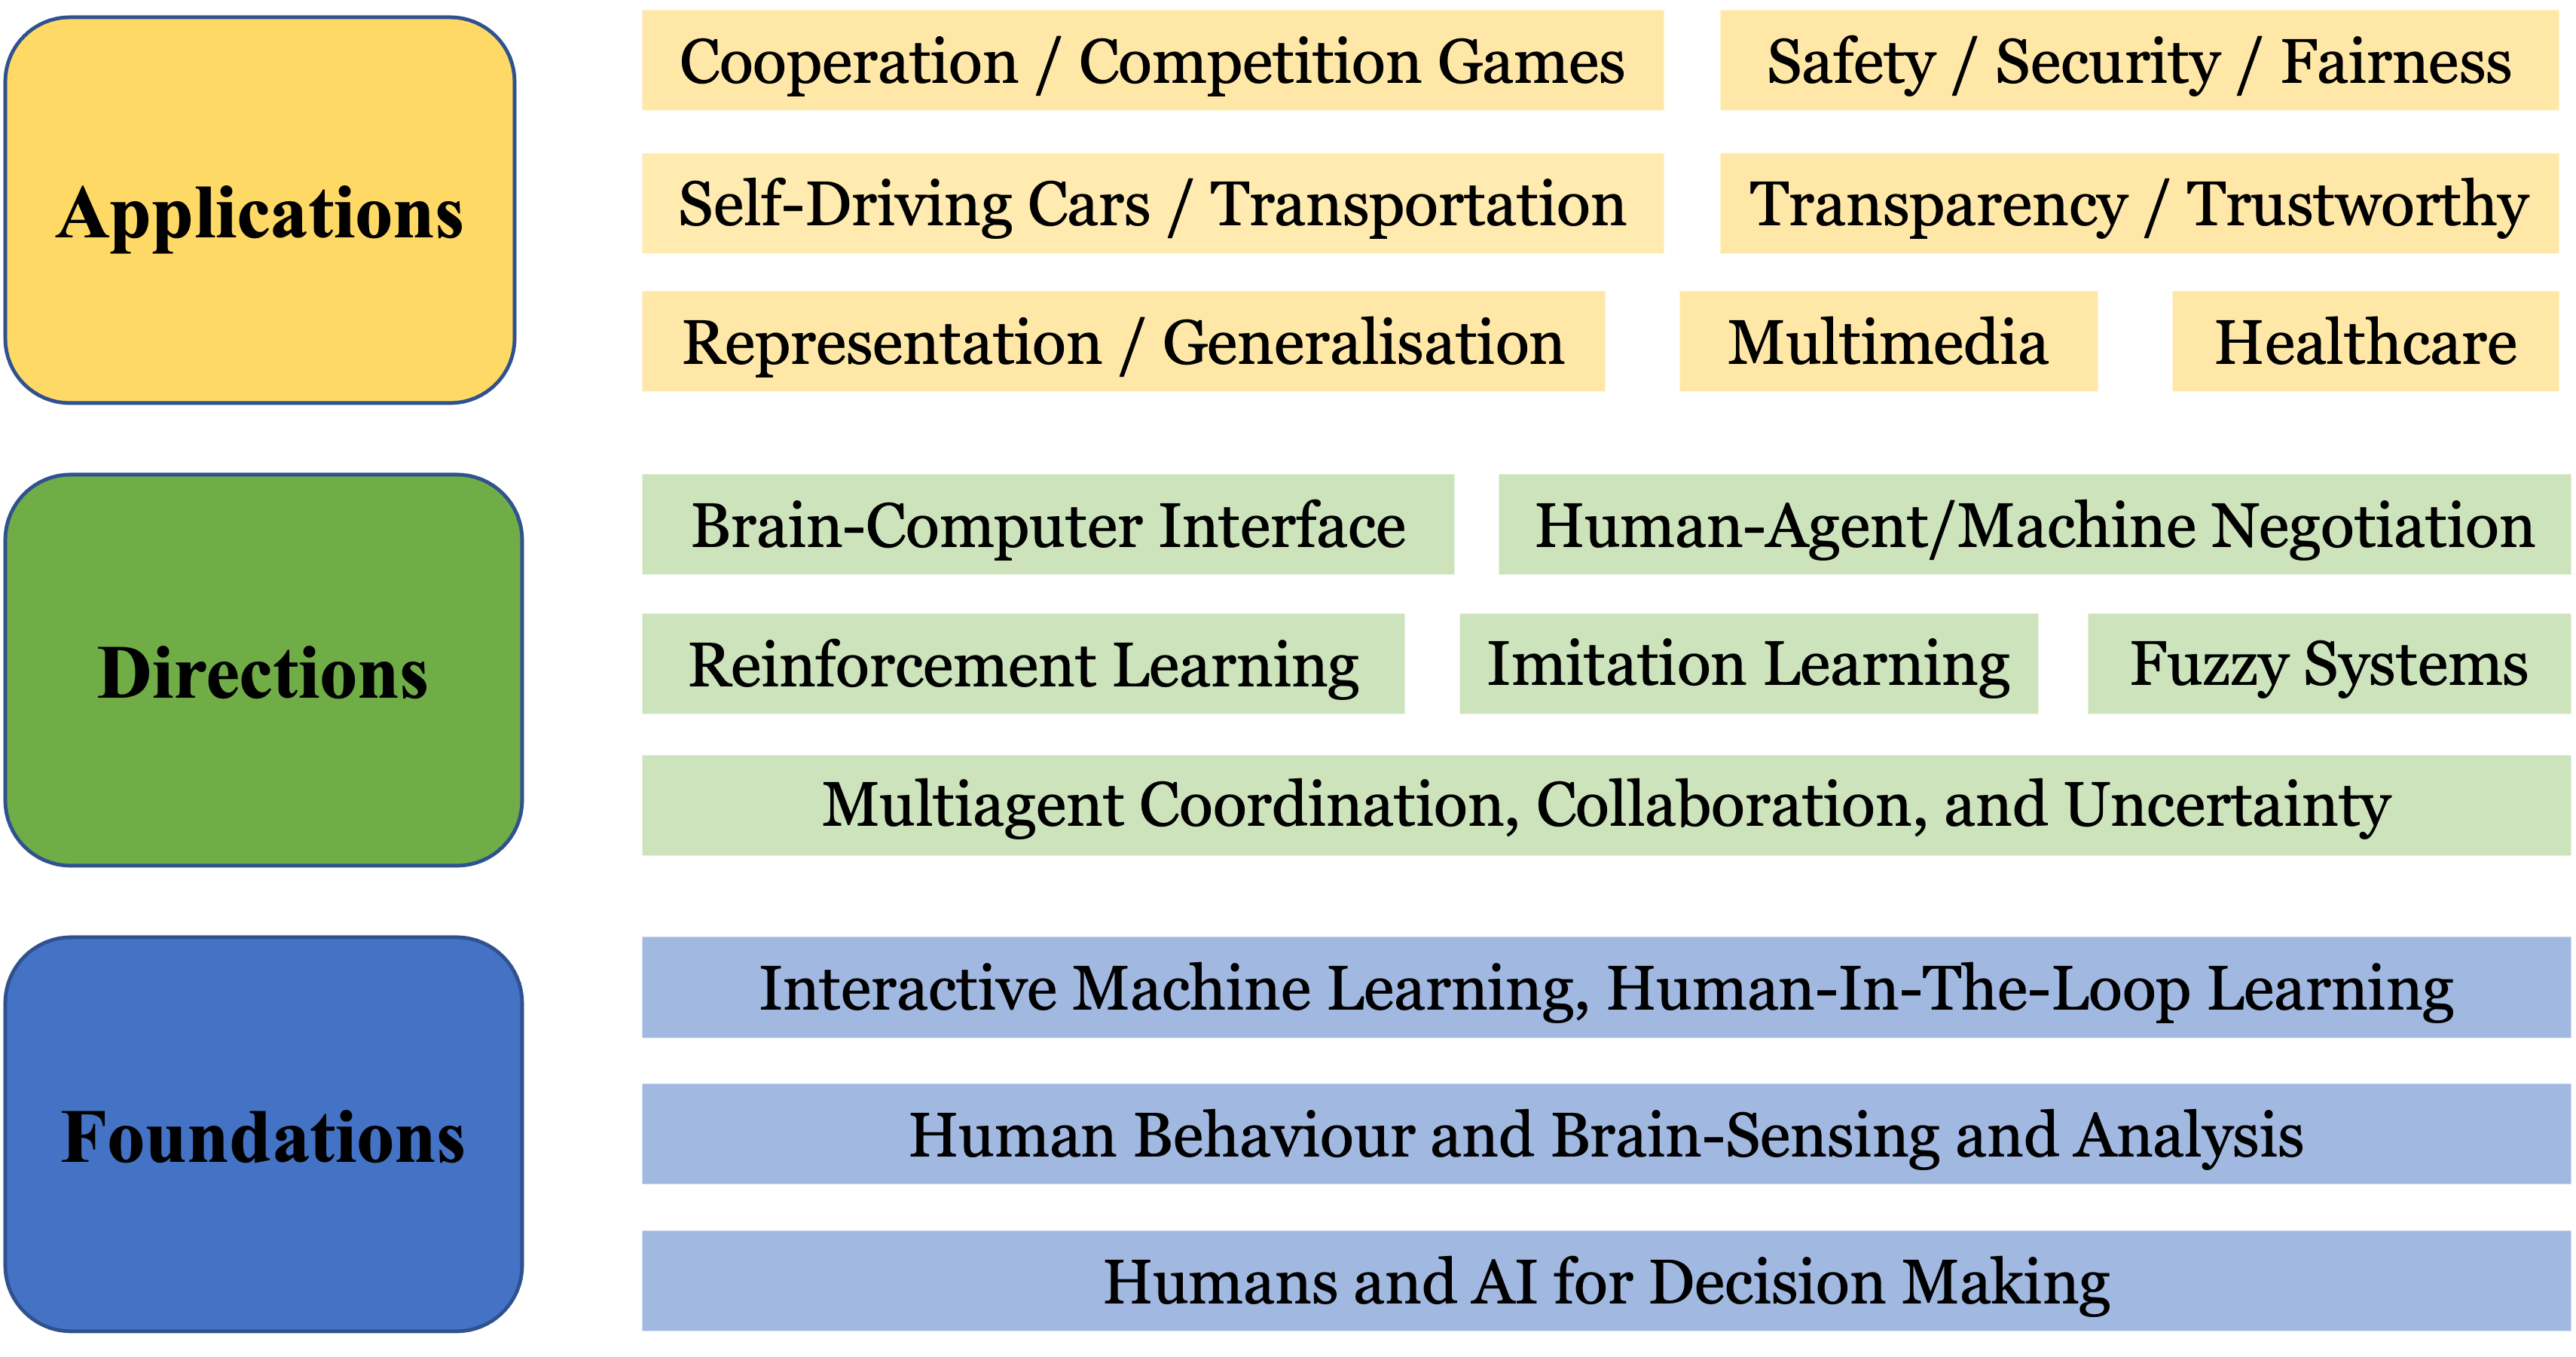 Applications
Cooperation / Competition Games
Safety / Security / Fairness
Self-Driving Cars / Transportation
Transparency / Trustworthy
Representation / Generalisation
Multimedia
Healthcare
Directions
Brain-Computer Interface
Human-Agent/Machine Negotiation
Reinforcement Learning
Imitation Learning
Fuzzy Systems
Multiagent Coordination, Collaboration, and Uncertainty
Foundations
Interactive Machine Learning, Human-In-The-Loop Learning
Human Behaviour and Brain-Sensing and Analysis
Humans and AI for Decision Making